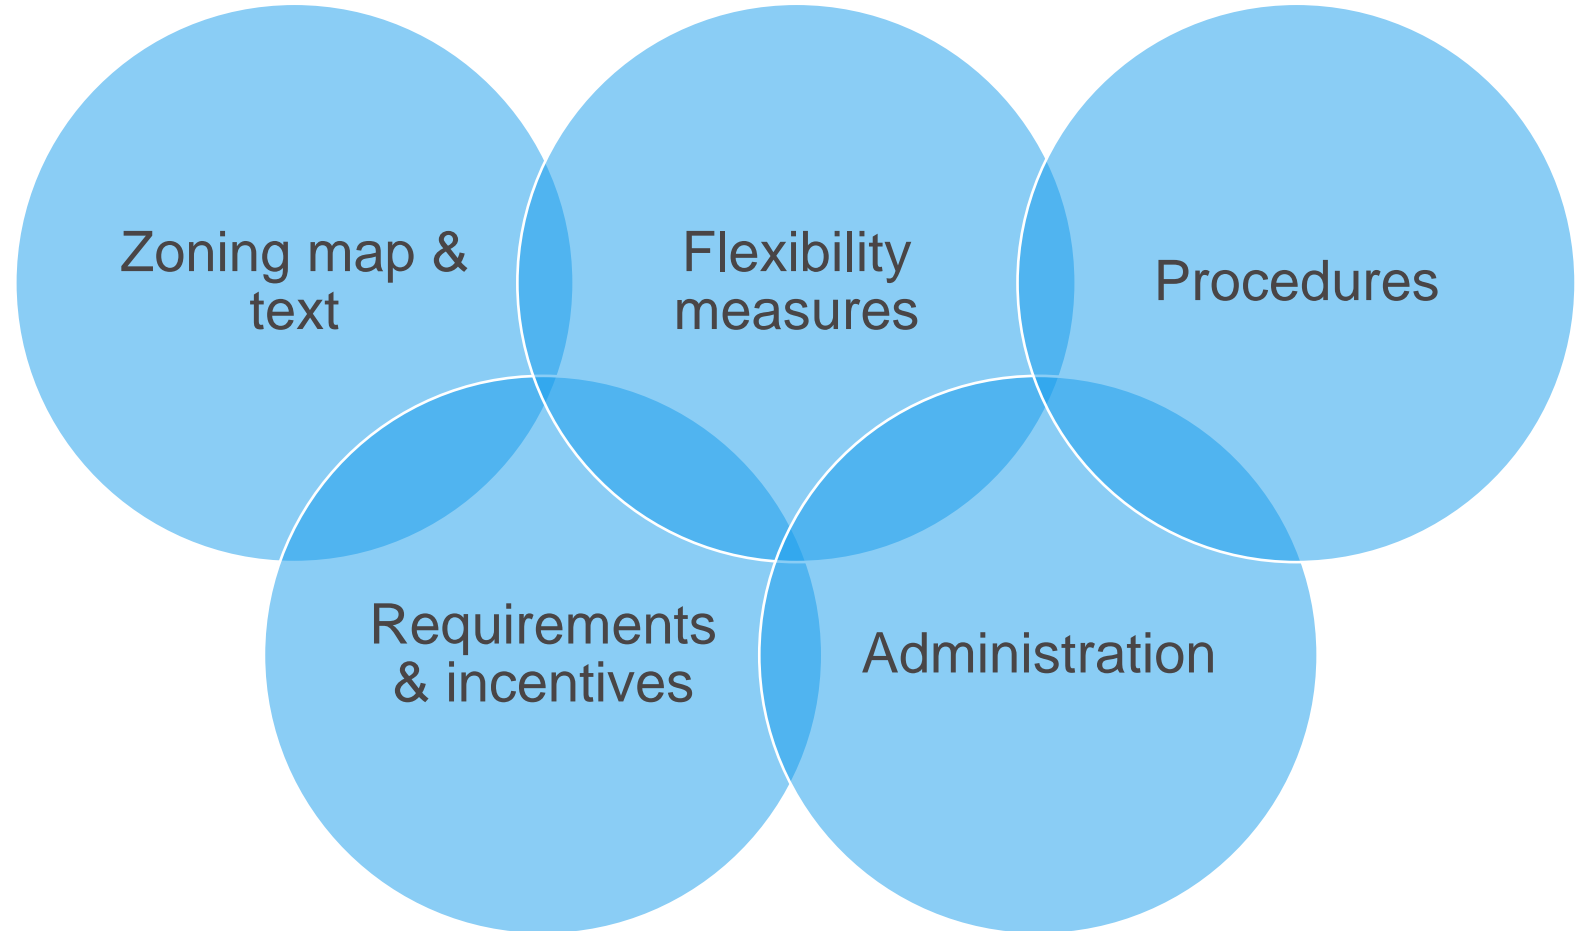 Zoning map &
text
Flexibility
measures
Procedures
Requirements
& incentives
Administration